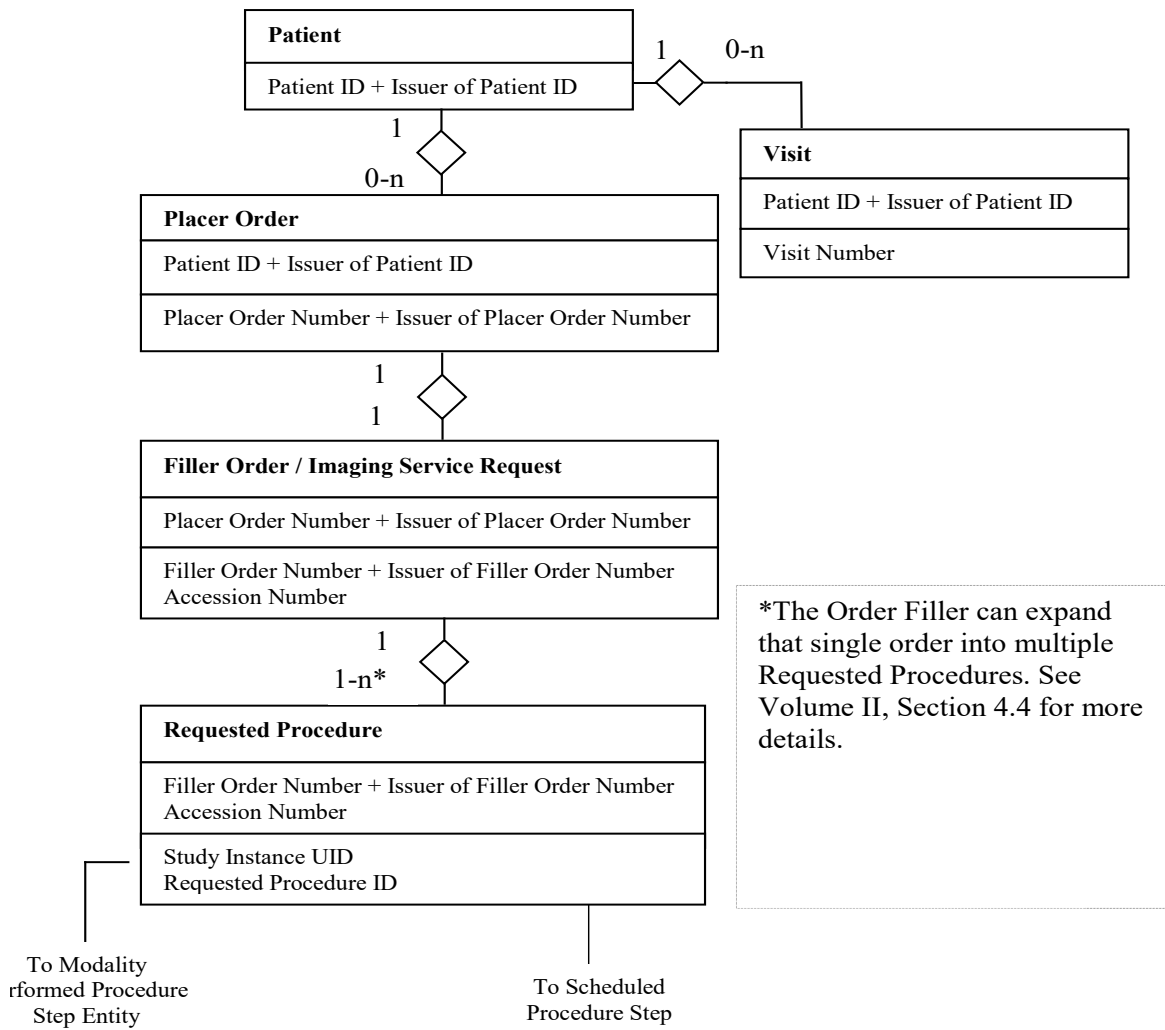 Patient
Patient ID + Issuer of Patient ID
1
0-n
1
0-n
Visit
Patient ID + Issuer of Patient ID
Visit Number
Placer Order
Patient ID + Issuer of Patient ID
Placer Order Number + Issuer of Placer Order Number
1
1
Filler Order / Imaging Service Request
Placer Order Number + Issuer of Placer Order Number
Filler Order Number + Issuer of Filler Order Number
Accession Number
1
1-n*
*The Order Filler can expand
that single order into multiple
Requested Procedures. See
Volume II, Section 4.4 for more
details.
Requested Procedure
Filler Order Number + Issuer of Filler Order Number
Accession Number
Study Instance UID
Requested Procedure ID
To Modality
rformed Procedure
Step Entity
To Scheduled
Procedure Step